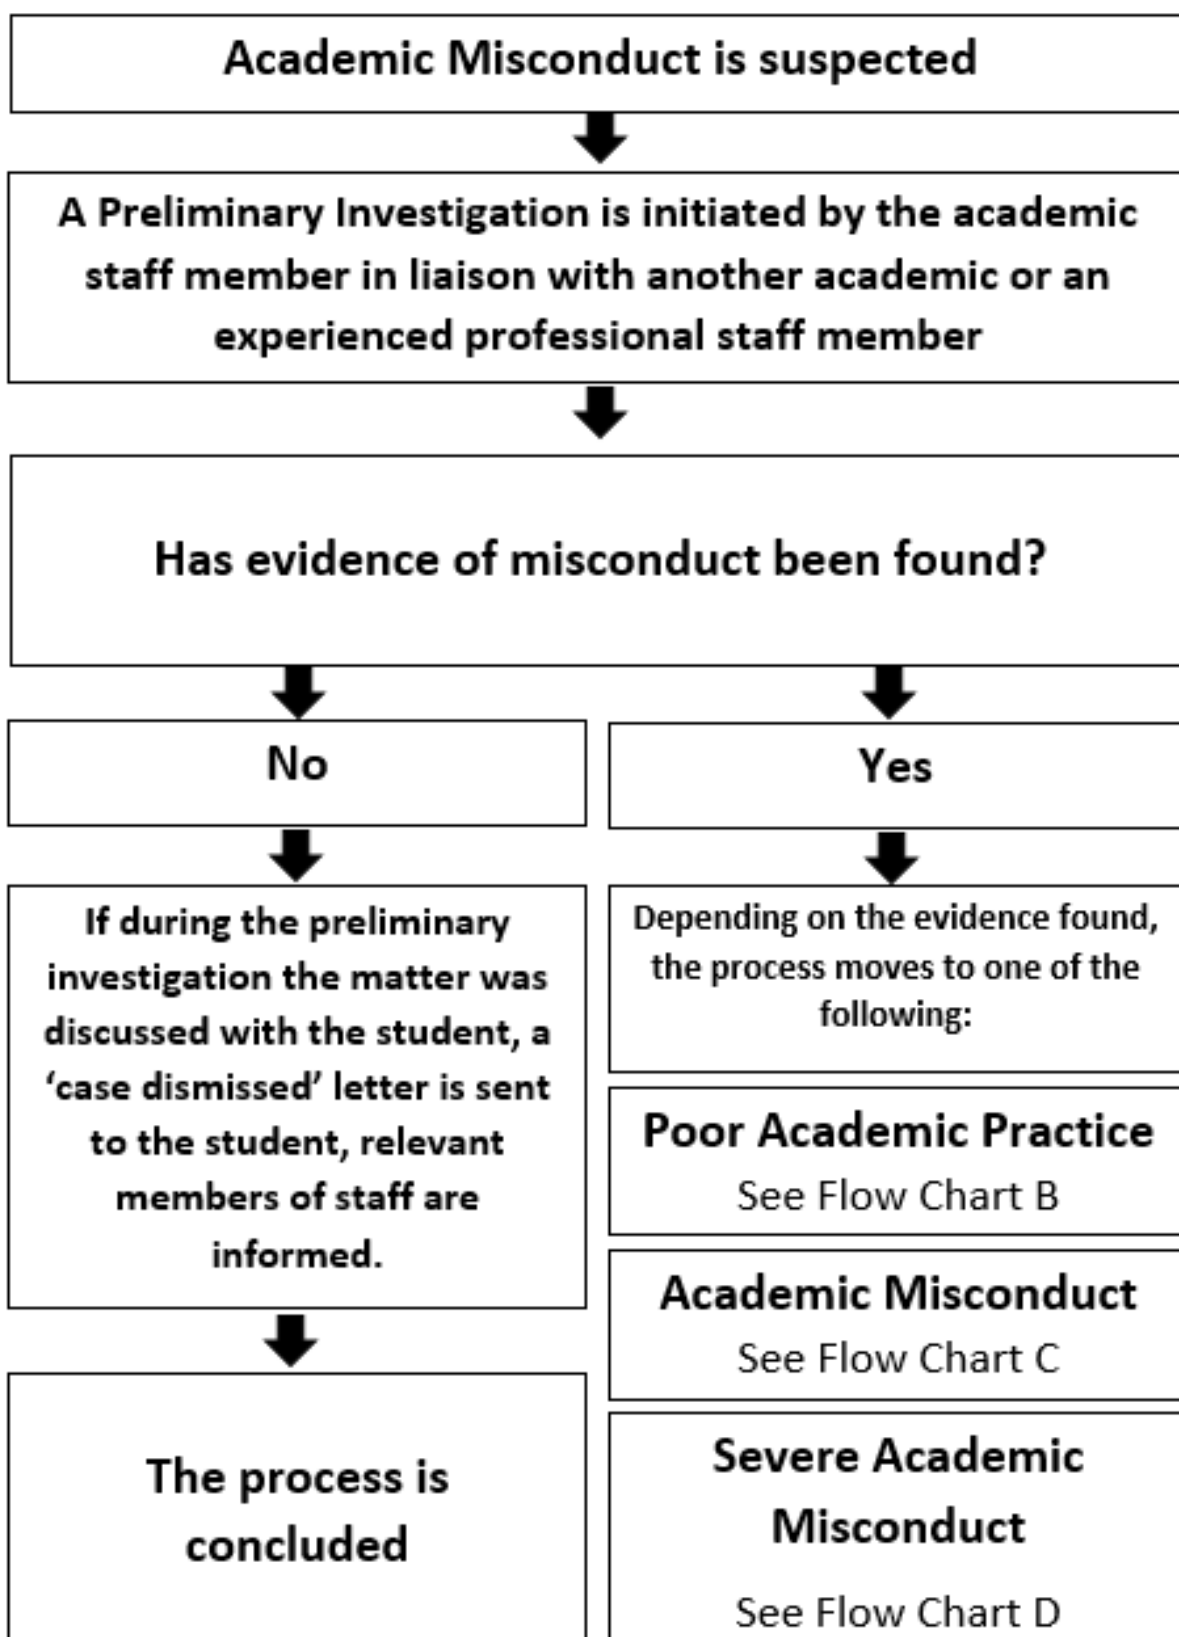 Academic Misconduct is suspected
A Preliminary Investigation is initiated by the academic
staff member in liaison with another academic or an
experienced professional staff member
Has evidence of misconduct been found?
No
If during the preliminary
investigation the matter was
discussed with the student, a
‘case dismissed’ letter is sent
to the student, relevant
members of staff are
informed.
The process is
concluded
Yes
Depending on the evidence found,
the process moves to one of the
following:
Poor Academic Practice
See Flow Chart B
Academic Misconduct
See Flow Chart C
Severe Academic
Misconduct
See Flow Chart D